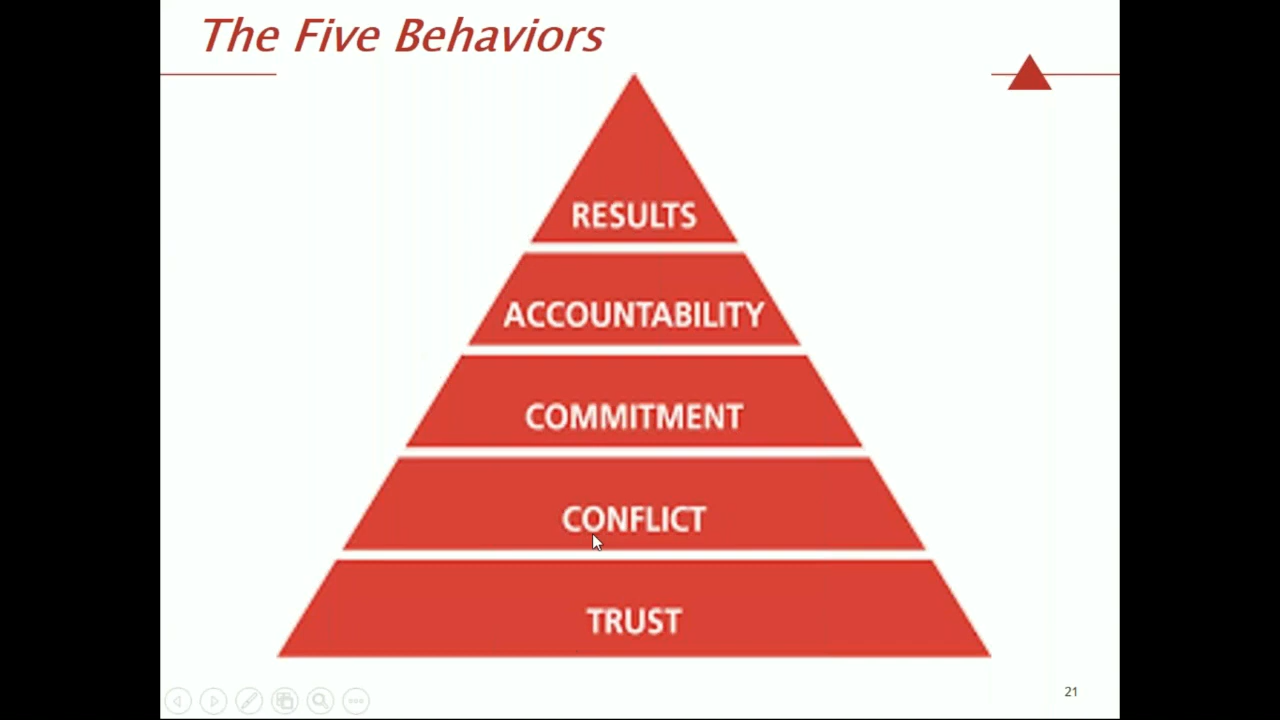 The Five Behaviors
RESULTS
ACCOUNTABILITY
COMMITMENT
CONFLICT
TRUST
21